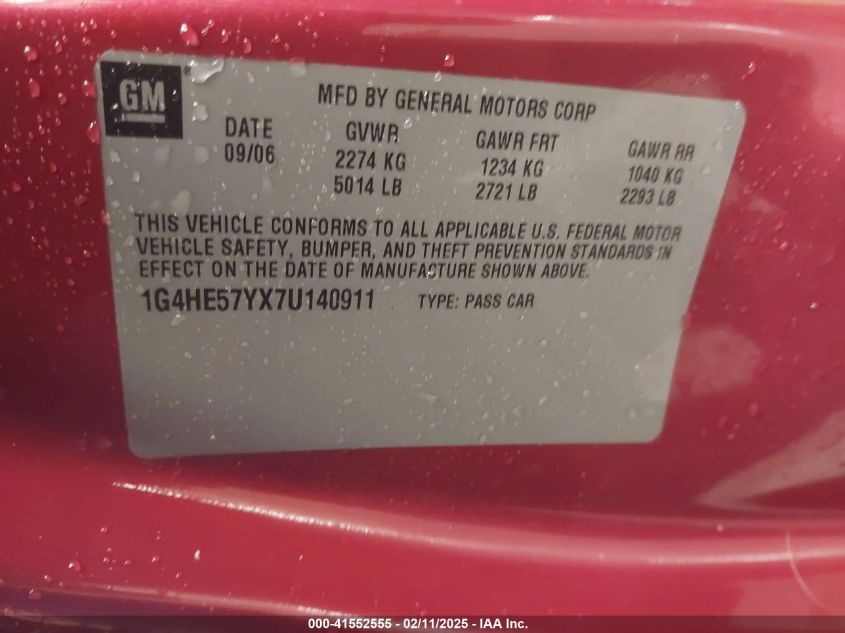 GM®
MFD BY GENERAL MOTORS CORP
DATE GVWR GAWR FRT GAWR RR
09/06 2274 KG 1234 KG 1040 KG
5014 LB 2721 LB 2293 LB
THIS VEHICLE CONFORMS TO ALL APPLICABLE U.S. FEDERAL MOTOR
VEHICLE SAFETY, BUMPER, AND THEFT PREVENTION STANDARDS IN
EFFECT ON THE DATE OF MANUFACTURE SHOWN ABOVE.
1G4HE57YX7U140911 TYPE: PASS CAR
000-41552555 - 02/11/2025 - IAA Inc.